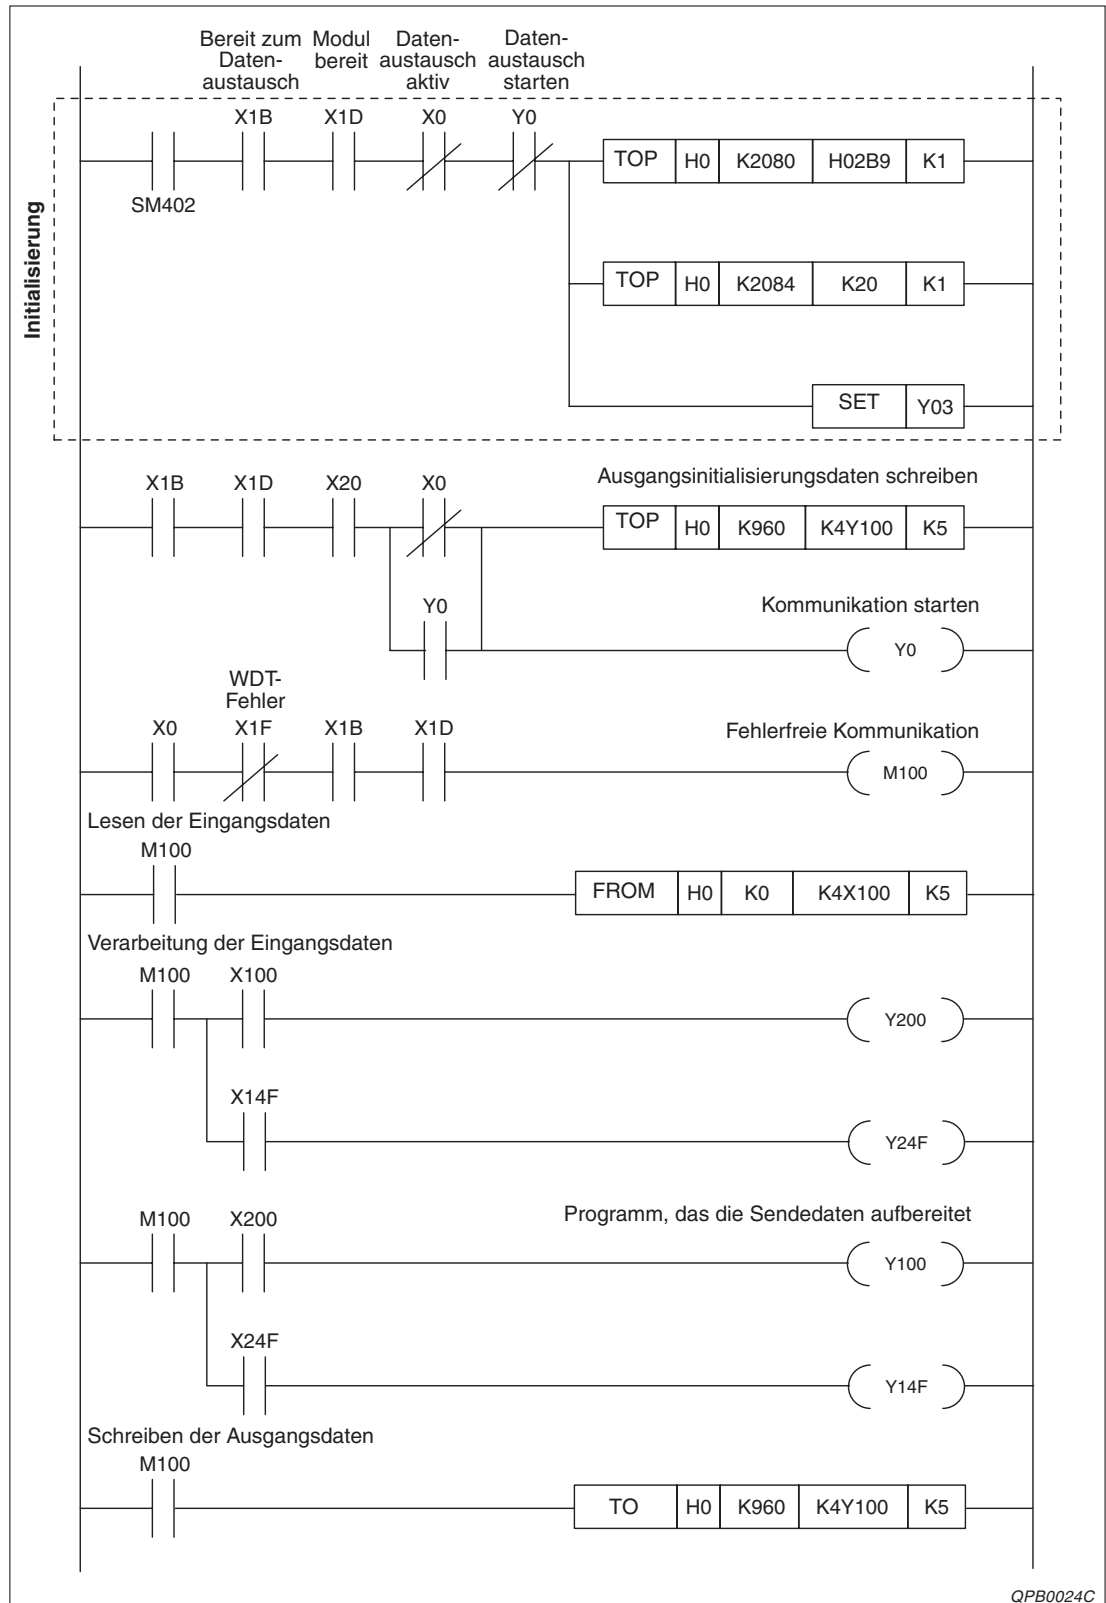 Bereit zum Daten-austausch
Modul bereit
Daten-austausch aktiv
Daten-austausch starten
Initialisierung
X1B X1D X0 Y0
TOP H0 K2080 H02B9 K1
SM402
TOP H0 K2084 K20 K1
SET Y03
Ausgangsinitialisierungsdaten schreiben
X1B X1D X20 X0
TOP H0 K960 K4Y100 K5
Kommunikation starten
Y0
Y0
WDT-
Fehler
Fehlerfreie Kommunikation
X0 X1F X1B X1D
M100
Lesen der Eingangsdaten
M100
FROM H0 K0 K4X100 K5
Verarbeitung der Eingangsdaten
M100 X100
Y200
X14F
Y24F
Programm, das die Sendedaten aufbereitet
M100 X200
Y100
X24F
Y14F
Schreiben der Ausgangsdaten
M100
TO H0 K960 K4Y100 K5
QPB0024C